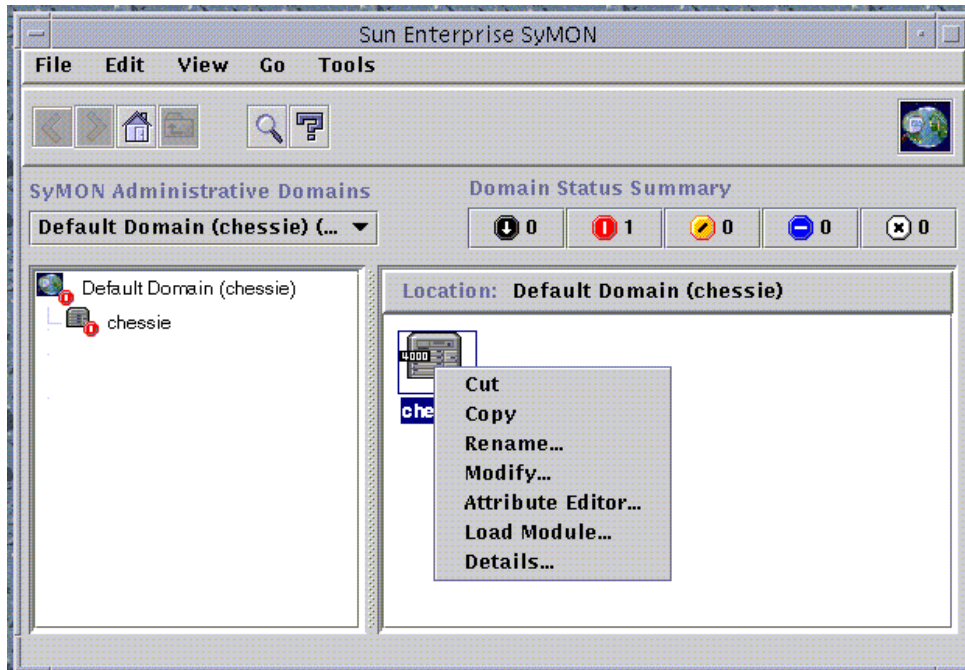 Sun Enterprise SyMON
File Edit View Go Tools
SyMON Administrative Domains
Domain Status Summary
Default Domain (chessie) (...
0 1 0 0 0
Default Domain (chessie)
chessie
Location: Default Domain (chessie)
4000
che
Cut
Copy
Rename...
Modify...
Attribute Editor...
Load Module...
Details...